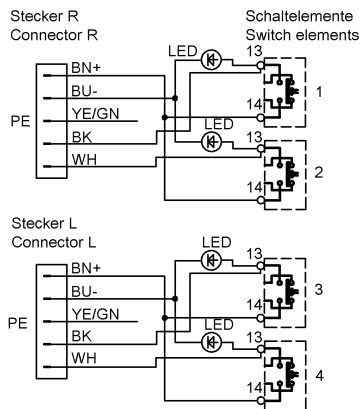 Stecker R
Connector R
Schaltelemente
Switch elements
LED
13
BN+
BU-
YE/GN
PE
BK
WH
14
1
LED
13
14
2
Stecker L
Connector L
LED
13
BN+
BU-
YE/GN
PE
BK
WH
14
3
LED
13
14
4